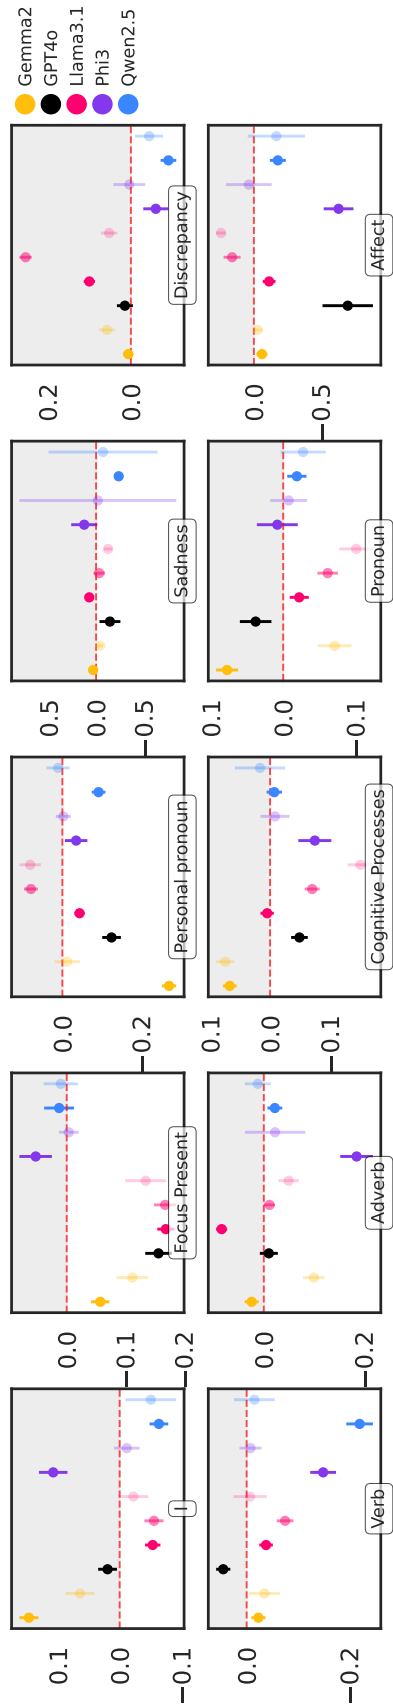 0.1
0.0
−0.1
I
0.0
−0.1
−0.2
Focus Present
0.0
−0.2
Personal pronoun
0.5
0.0
−0.5
Sadness
0.2
0.0
Discrepancy
Gemma2
GPT4o
Llama3.1
Phi3
Qwen2.5
0.0
−0.2
Verb
0.0
−0.2
Adverb
0.1
0.0
−0.1
Cognitive Processes
0.1
0.0
−0.1
Pronoun
0.0
−0.5
Affect